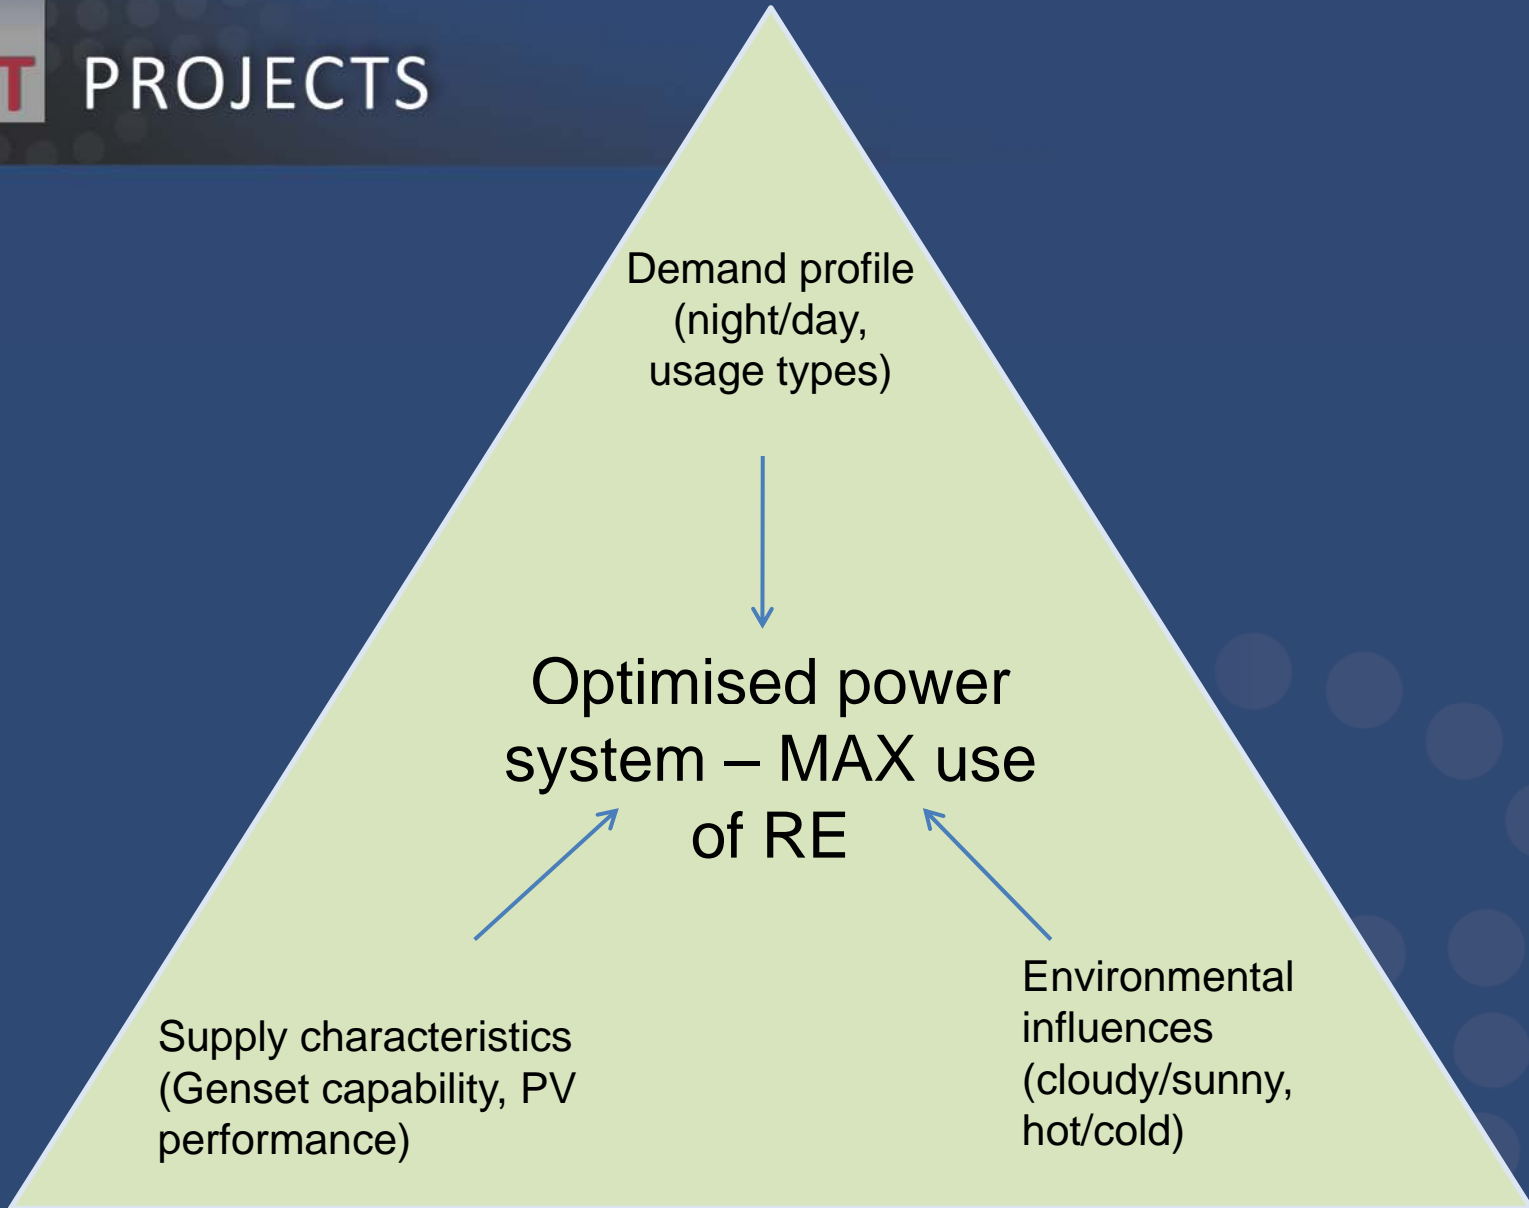 T PROJECTS
Demand profile
(night/day,
usage types)
Optimised power
system – MAX use
of RE
Supply characteristics
(Genset capability, PV
performance)
Environmental
influences
(cloudy/sunny,
hot/cold)